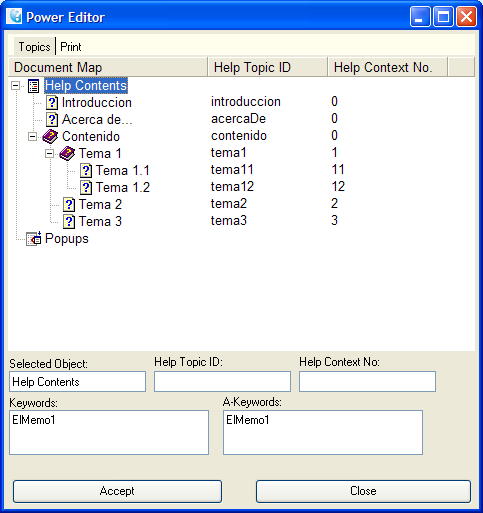 Power Editor
Topics Print
Document Map Help Topic ID Help Context No.
Help Contents
Introduccion introduccion 0
Acerca de... acercaDe 0
Contenido contenido 0
Tema 1 tema1 1
Tema 1.1 tema11 11
Tema 1.2 tema12 12
Tema 2 tema2 2
Tema 3 tema3 3
Popups
Selected Object: Help Topic ID: Help Context No:
Help Contents
Keywords: A-Keywords:
ElMemo1 ElMemo1
Accept Close